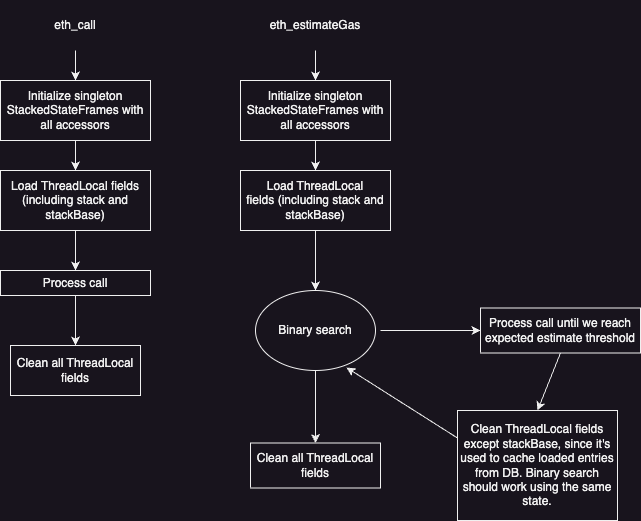 eth_call
Initialize singleton
StackedStateFrames with
all accessors
Load ThreadLocal fields
(including stack and
stackBase)
Process call
Clean all ThreadLocal
fields
eth_estimateGas
Initialize singleton
StackedStateFrames with
all accessors
Load ThreadLocal
fields (including stack and
stackBase)
Binary search
Process call until we reach
expected estimate threshold
Clean ThreadLocal fields
except stackBase, since it's
used to cache loaded entries
from DB. Binary search
should work using the same
state.
Clean all ThreadLocal
fields